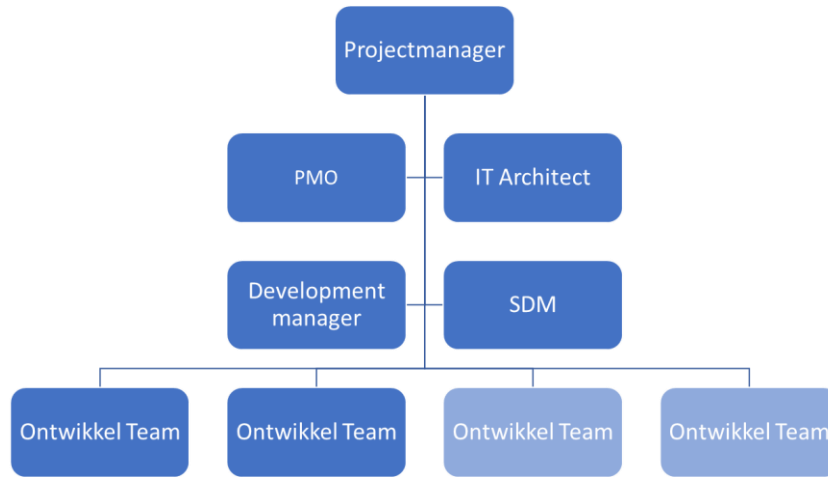 Projectmanager
PMO
IT Architect
Development
manager
SDM
Ontwikkel Team
Ontwikkel Team
Ontwikkel Team
Ontwikkel Team